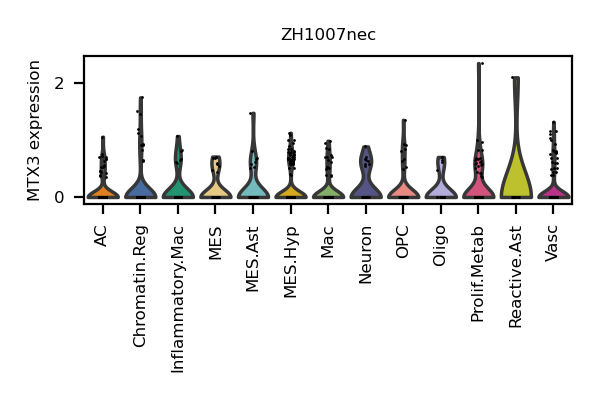 ZH1007nec
MTX3 expression
2
0
AC
Chromatin.Reg
Inflammatory.Mac
MES
MES.Ast
MES.Hyp
Mac
Neuron
OPC
Oligo
Prolif.Metab
Reactive.Ast
Vasc